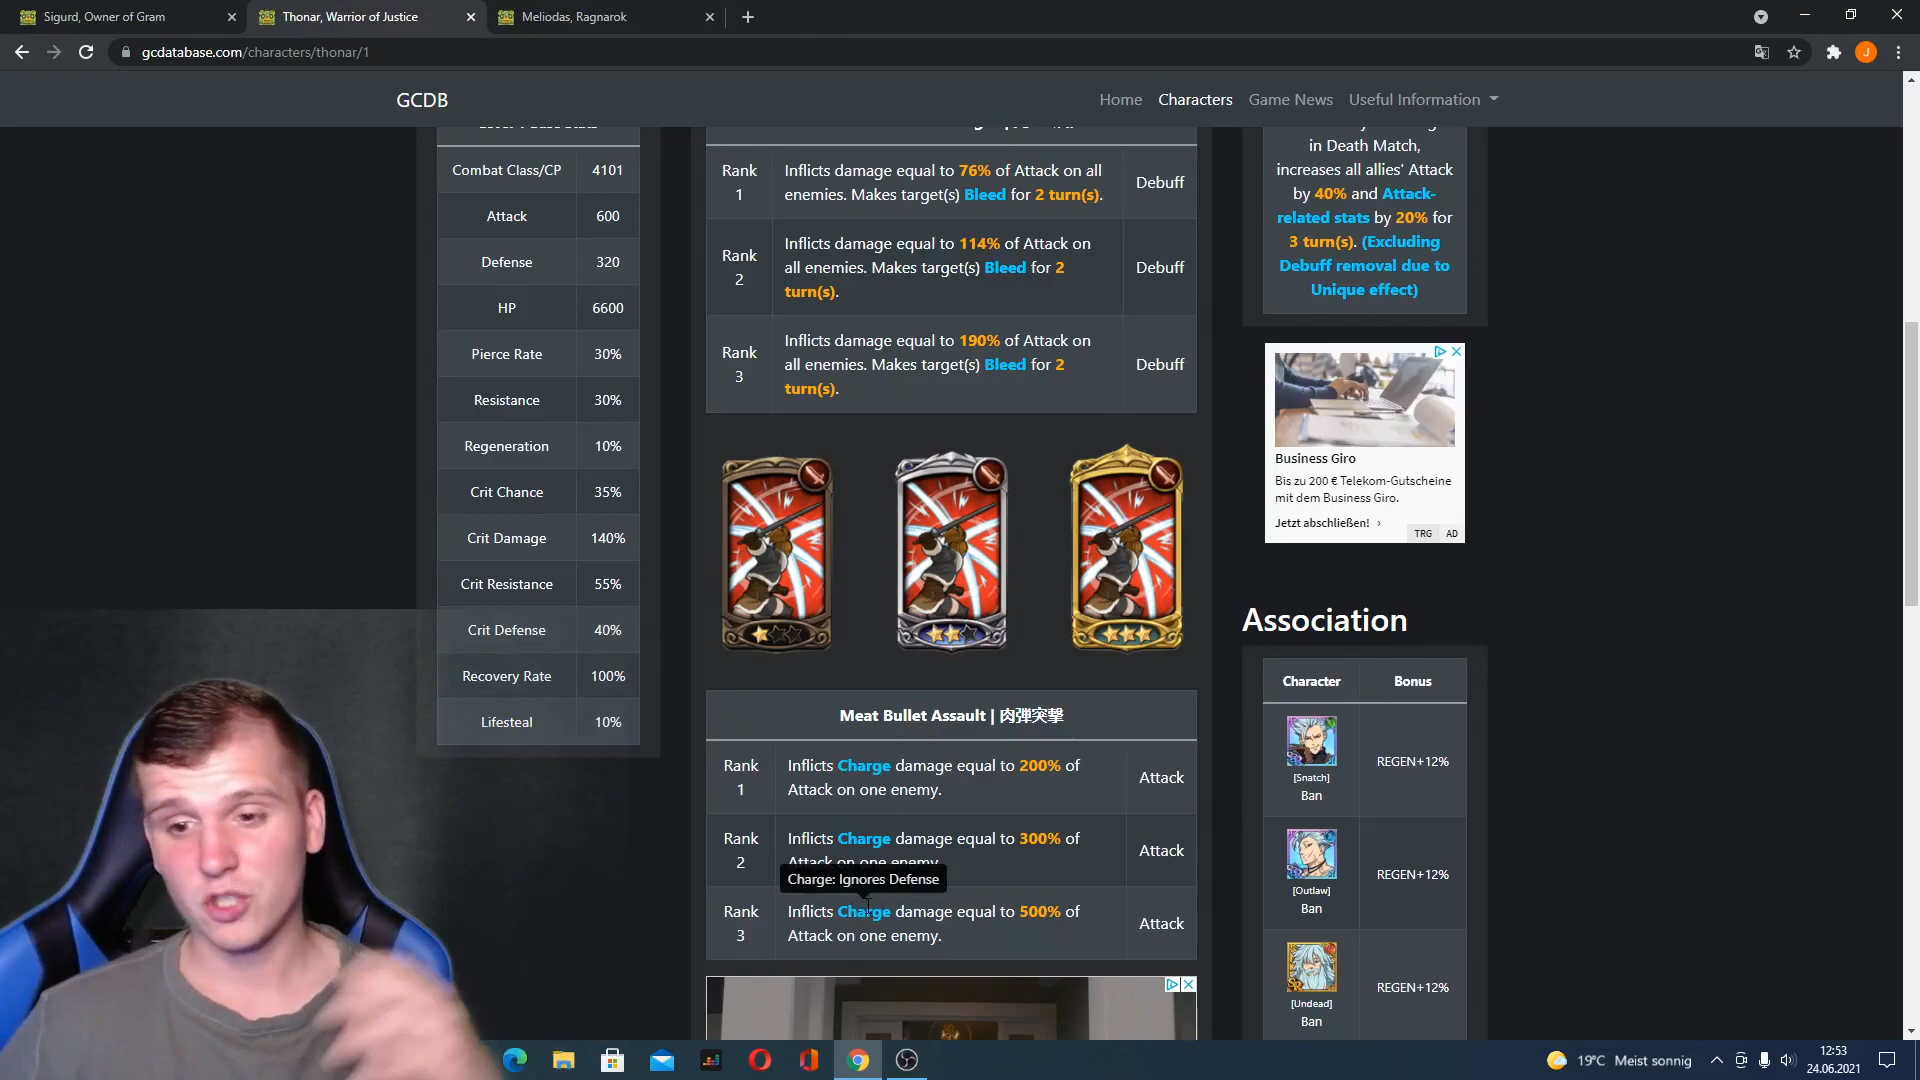 Sigurd, Owner of Gram
Thonar, Warrior of Justice
Meliodas, Ragnarok
gcdatabase.com/characters/thonar/1
J
GCDB
Home
Characters
Game News
Useful Information
Combat Class/CP 4101
Attack 600
Defense 320
HP 6600
Pierce Rate 30%
Resistance 30%
Regeneration 10%
Crit Chance 35%
Crit Damage 140%
Crit Resistance 55%
Crit Defense 40%
Recovery Rate 100%
Lifesteal 10%
Rank
1
Inflicts damage equal to 76% of Attack on all
enemies. Makes target(s) Bleed for 2 turn(s).
Debuff
Rank
2
Inflicts damage equal to 114% of Attack on
all enemies. Makes target(s) Bleed for 2
turn(s).
Debuff
Rank
3
Inflicts damage equal to 190% of Attack on
all enemies. Makes target(s) Bleed for 2
turn(s).
Debuff
Meat Bullet Assault | 肉弾突撃
Rank
1
Inflicts Charge damage equal to 200% of
Attack on one enemy.
Attack
Rank
2
Inflicts Charge damage equal to 300% of
Attack on one enemy.
Attack
Charge: Ignores Defense
Rank
3
Inflicts Charge damage equal to 500% of
Attack on one enemy.
Attack
in Death Match,
increases all allies' Attack
by 40% and Attack-
related stats by 20% for
3 turn(s). (Excluding
Debuff removal due to
Unique effect)
Business Giro
Bis zu 200 € Telekom-Gutscheine
mit dem Business Giro.
Jetzt abschließen! ›
TRG AD
Association
Character Bonus
[Snatch]
Ban
REGEN+12%
[Outlaw]
Ban
REGEN+12%
[Undead]
Ban
REGEN+12%
19°C Meist sonnig
12:53
24.06.2021